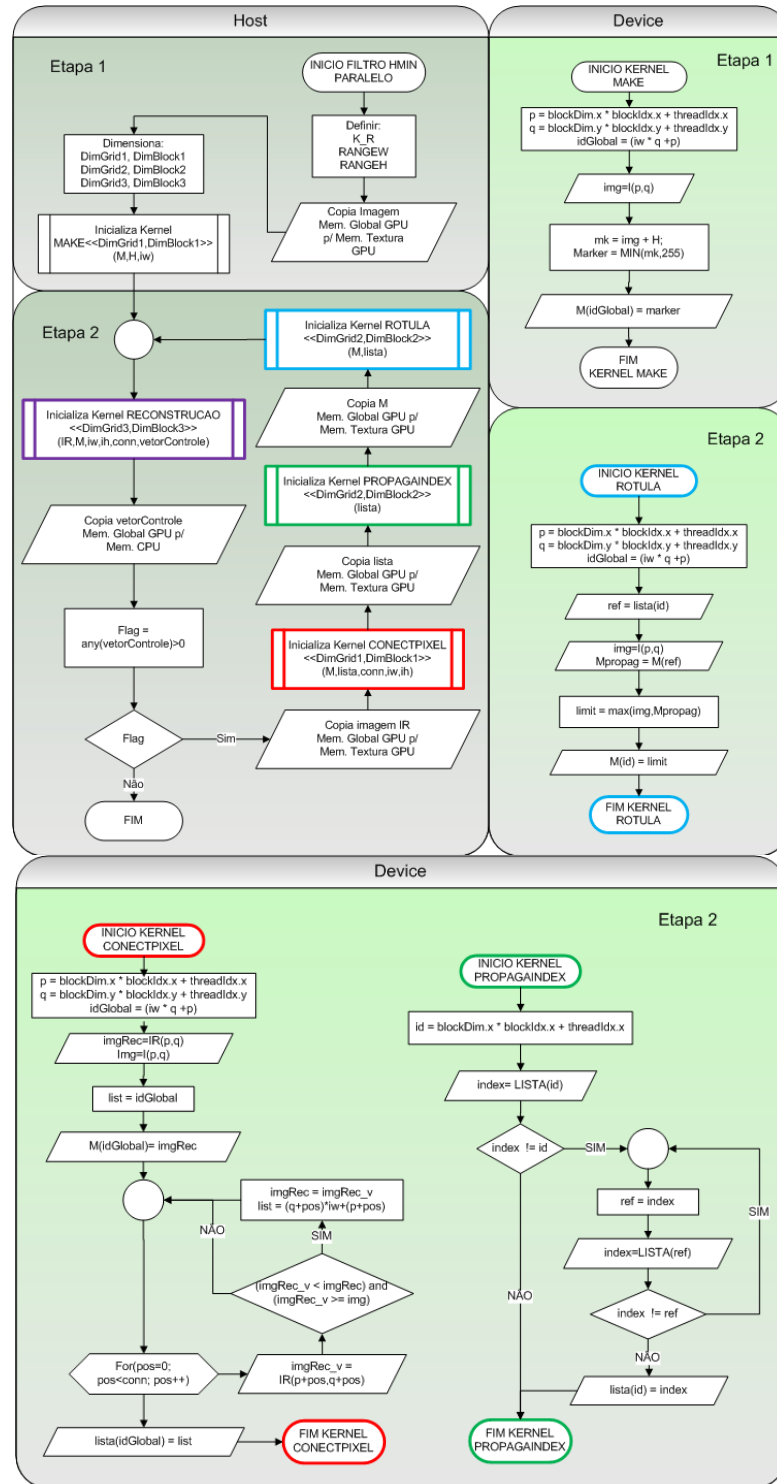 Host
Etapa 1
INICIO FILTRO HMIN
PARALELO
Definir:
K_R
RANGEW
RANGEH
Copia Imagem
Mem. Global GPU
p/ Mem. Textura
GPU
Dimensiona:
DimGrid1, DimBlock1
DimGrid2, DimBlock2
DimGrid3, DimBlock3
Inicializa Kernel
MAKE<<DimGrid1,DimBlock1>>
(M,H,iw)
Etapa 2
Inicializa Kernel RECONSTRUCAO
<<DimGrid3,DimBlock3>>
(IR,M,iw,ih,conn,vetorControle)
Copia vetorControle
Mem. Global GPU p/
Mem. CPU
Flag =
any(vetorControle)>0
Flag
Sim
Não
FIM
Copia imagem IR
Mem. Global GPU p/
Mem. Textura GPU
Inicializa Kernel CONECTPIXEL
<<DimGrid1,DimBlock1>>
(M,lista,conn,iw,ih)
Copia lista
Mem. Global GPU p/
Mem. Textura GPU
Inicializa Kernel PROPAGAINDEX
<<DimGrid2,DimBlock2>>
(lista)
Copia M
Mem. Global GPU p/
Mem. Textura GPU
Inicializa Kernel ROTULA
<<DimGrid2,DimBlock2>>
(M,lista)
Device
Etapa 1
INICIO KERNEL
MAKE
p = blockDim.x * blockIdx.x + threadIdx.x
q = blockDim.y * blockIdx.y + threadIdx.y
idGlobal = (iw * q +p)
img=I(p,q)
mk = img + H;
Marker = MIN(mk,255)
M(idGlobal) = marker
FIM
KERNEL MAKE
Etapa 2
INICIO KERNEL
ROTULA
p = blockDim.x * blockIdx.x + threadIdx.x
q = blockDim.y * blockIdx.y + threadIdx.y
idGlobal = (iw * q +p)
ref = lista(id)
img=I(p,q)
Mpropag = M(ref)
limit = max(img,Mpropag)
M(id) = limit
FIM KERNEL
ROTULA
Device
Etapa 2
INICIO KERNEL
CONECTPIXEL
p = blockDim.x * blockIdx.x + threadIdx.x
q = blockDim.y * blockIdx.y + threadIdx.y
idGlobal = (iw * q +p)
imgRec=IR(p,q)
Img=I(p,q)
list = idGlobal
M(idGlobal)= imgRec
imgRec = imgRec_v
list = (q+pos)*iw+(p+pos)
NÃO
SIM
(imgRec_v < imgRec) and
(imgRec_v >= img)
For(pos=0;
pos<conn; pos++)
imgRec_v =
IR(p+pos,q+pos)
lista(idGlobal) = list
FIM KERNEL
CONECTPIXEL
INICIO KERNEL
PROPAGAINDEX
id = blockDim.x * blockIdx.x + threadIdx.x
index= LISTA(id)
index != id
SIM
ref = index
SIM
index=LISTA(ref)
NÃO
index != ref
NÃO
lista(id) = index
FIM KERNEL
PROPAGAINDEX